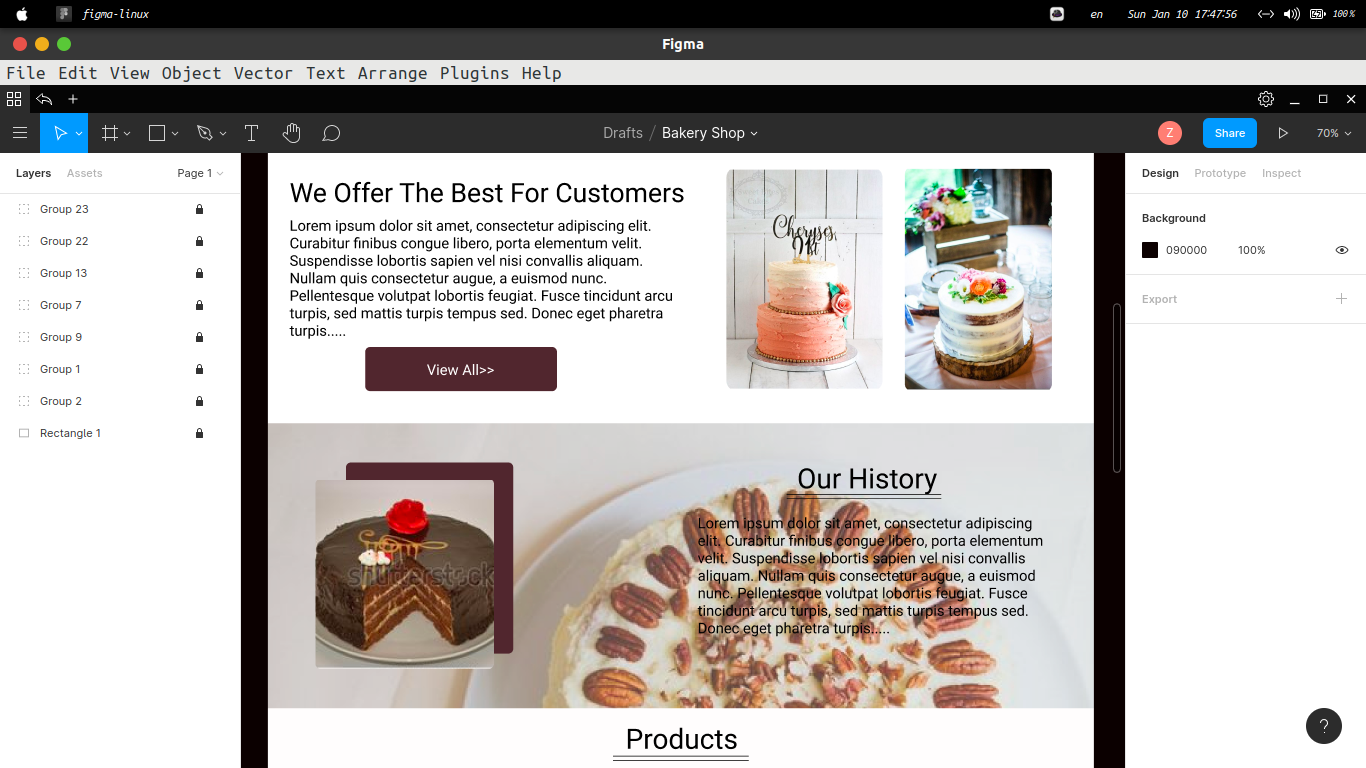 figma-linux
en
Sun Jan 10 17:47:56
100%
Figma
File Edit View Object Vector Text Arrange Plugins Help
Drafts / Bakery Shop
Z
Share
70%
Layers
Assets
Page 1
Group 23
Group 22
Group 13
Group 7
Group 9
Group 1
Group 2
Rectangle 1
We Offer The Best For Customers
Lorem ipsum dolor sit amet, consectetur adipiscing elit.
Curabitur finibus congue libero, porta elementum velit.
Suspendisse lobortis sapien vel nisi convallis aliquam.
Nullam quis consectetur augue, a euismod nunc.
Pellentesque volutpat lobortis feugiat. Fusce tincidunt arcu
turpis, sed mattis turpis tempus sed. Donec eget pharetra
turpis.....
View All>>
shutterstock
Our History
Lorem ipsum dolor sit amet, consectetur adipiscing
elit. Curabitur finibus congue libero, porta elementum
velit. Suspendisse lobortis sapien vel nisi convallis
aliquam. Nullam quis consectetur augue, a euismod
nunc. Pellentesque volutpat lobortis feugiat. Fusce
tincidunt arcu turpis, sed mattis turpis tempus sed.
Donec eget pharetra turpis.....
Products
Design
Prototype
Inspect
Background
090000
100%
Export
?